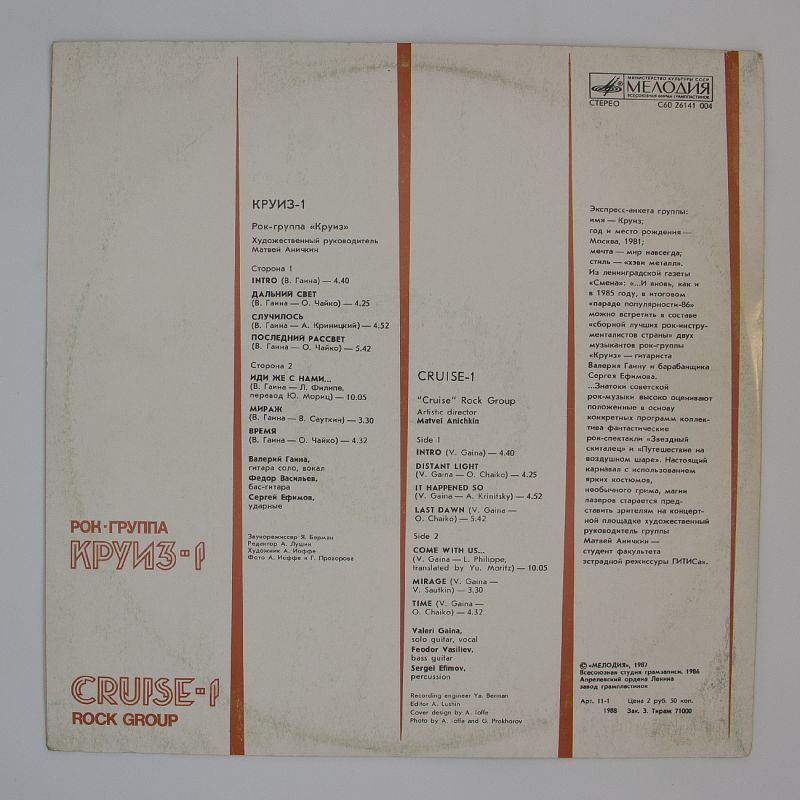 РОК·ГРУППА
КРУИЗ-1
CRUISE-1
ROCK GROUP
КРУИЗ-1
Рок-группа «Круиз»
Художественный руководитель
Матвей Аничкин
Сторона 1
INTRO (В. Гаина) — 4.40
ДАЛЬНИЙ СВЕТ
(В. Гаина — О. Чайко) — 4.25
СЛУЧИЛОСЬ
(В. Гаина — А. Криницкий) — 4.52
ПОСЛЕДНИЙ РАССВЕТ
(В. Гаина — О. Чайко) — 5.42
Сторона 2
ИДИ ЖЕ С НАМИ...
(В. Гаина — Л. Филипе,
перевод Ю. Мориц) — 10.05
МИРАЖ
(В. Гаина — В. Сауткин) — 3.30
ВРЕМЯ
(В. Гаина — О. Чайко) — 4.32
Валерий Гаина,
гитара соло, вокал
Федор Васильев,
бас-гитара
Сергей Ефимов,
ударные
Звукорежиссер Я. Берман
Редактор А. Лушин
Художник А. Иоффе
Фото А. Иоффе и Г. Прохорова
CRUISE-1
"Cruise" Rock Group
Artistic director
Matvei Anichkin
Side 1
INTRO (V. Gaina) — 4.40
DISTANT LIGHT
(V. Gaina — O. Chaiko) — 4.25
IT HAPPENED SO
(V. Gaina — A. Krinitsky) — 4.52
LAST DAWN (V. Gaina —
O. Chaiko) — 5.42
Side 2
COME WITH US...
(V. Gaina — L. Philippe,
translated by Yu. Moritz) — 10.05
MIRAGE (V. Gaina —
V. Sautkin) — 3.30
TIME (V. Gaina —
O. Chaiko) — 4.32
Valeri Gaina,
solo guitar, vocal
Feodor Vasiliev,
bass guitar
Sergei Efimov,
percussion
Recording engineer Ya. Berman
Editor A. Lushin
Cover design by A. Ioffe
Photo by A. Ioffe and G. Prokhorov
МИНИСТЕРСТВО КУЛЬТУРЫ СССР
МЕЛОДИЯ
ВСЕСОЮЗНАЯ ФИРМА ГРАМПЛАСТИНОК
СТЕРЕО С60 26141 004
Экспресс-анкета группы:
имя — Круиз;
год и место рождения —
Москва, 1981;
мечта — мир навсегда;
стиль — «хэви металл».
Из ленинградской газеты
«Смена»: «...И вновь, как и
в 1985 году, в итоговом
«параде популярности-86»
можно встретить в составе
«сборной лучших рок-инстру-
менталистов страны» двух
музыкантов рок-группы
«Круиз» — гитариста
Валерия Гаину и барабанщика
Сергея Ефимова.
...Знатоки советской
рок-музыки высоко оценивают
положенные в основу
конкретных программ коллек-
тива фантастические
рок-спектакли «Звездный
скиталец» и «Путешествие на
воздушном шаре». Настоящий
карнавал с использованием
ярких костюмов,
необычного грима, магии
лазеров старается пред-
ставить зрителям на концерт-
ной площадке художественный
руководитель группы
Матвей Аничкин —
студент факультета
эстрадной режиссуры ГИТИСа».
© «МЕЛОДИЯ», 1987
Всесоюзная студия грамзаписи. 1986
Апрелевский ордена Ленина
завод грампластинок
Арт. 11-1 Цена 2 руб. 50 коп.
1988 Зак. 3. Тираж 71000